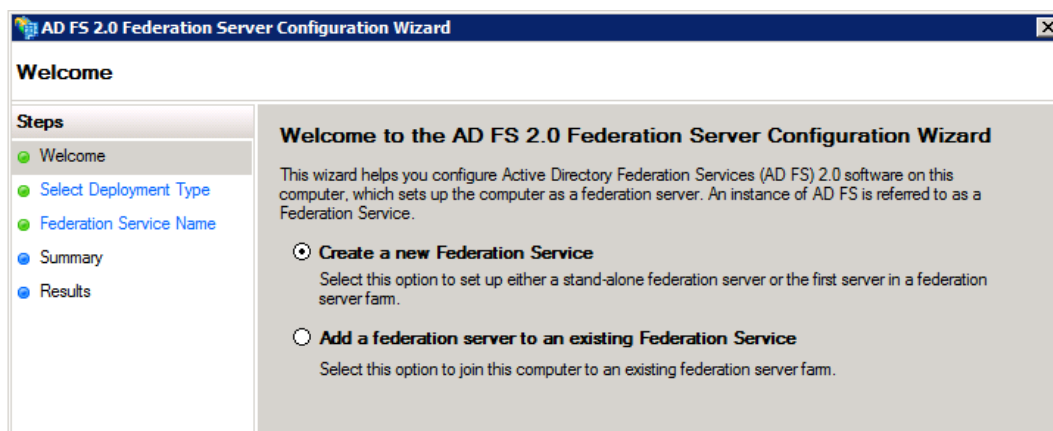 AD FS 2.0 Federation Server Configuration Wizard
Welcome
Steps
Welcome
Select Deployment Type
Federation Service Name
Summary
Results
Welcome to the AD FS 2.0 Federation Server Configuration Wizard
This wizard helps you configure Active Directory Federation Services (AD FS) 2.0 software on this
computer, which sets up the computer as a federation server. An instance of AD FS is referred to as a
Federation Service.
Create a new Federation Service
Select this option to set up either a stand-alone federation server or the first server in a federation
server farm.
Add a federation server to an existing Federation Service
Select this option to join this computer to an existing federation server farm.